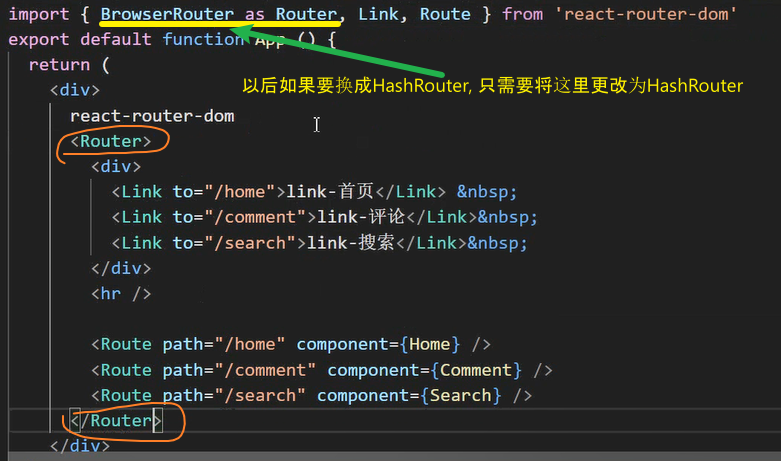 import { BrowserRouter as Router, Link, Route } from 'react-router-dom'
export default function App () {
return (
<div>
以后如果要换成HashRouter, 只需要将这里更改为HashRouter
react-router-dom
<Router>
<div>
<Link to="/home">link-首页</Link> &nbsp;
<Link to="/comment">link-评论</Link>&nbsp;
<Link to="/search">link-搜索</Link>&nbsp;
</div>
<hr />
<Route path="/home" component={Home} />
<Route path="/comment" component={Comment} />
<Route path="/search" component={Search} />
</Router>
</div>